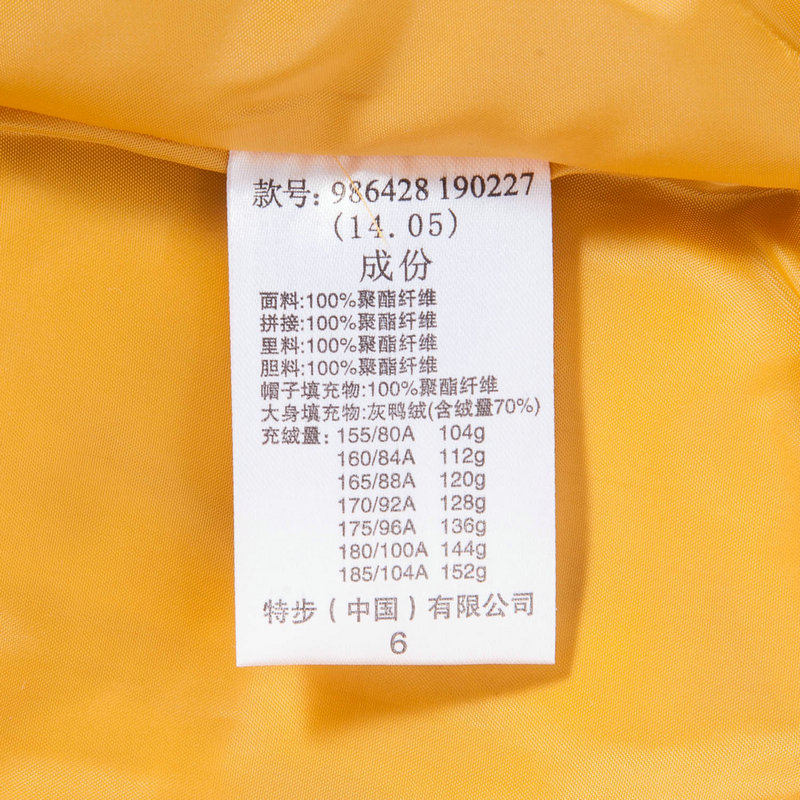 款号: 986428 190227
(14.05)
成份
面料:100%聚酯纤维
拼接:100%聚酯纤维
里料:100%聚酯纤维
胆料:100%聚酯纤维
帽子填充物:100%聚酯纤维
大身填充物:灰鸭绒(含绒量70%)
充绒量: 155/80A 104g
160/84A 112g
165/88A 120g
170/92A 128g
175/96A 136g
180/100A 144g
185/104A 152g
特步(中国)有限公司
6